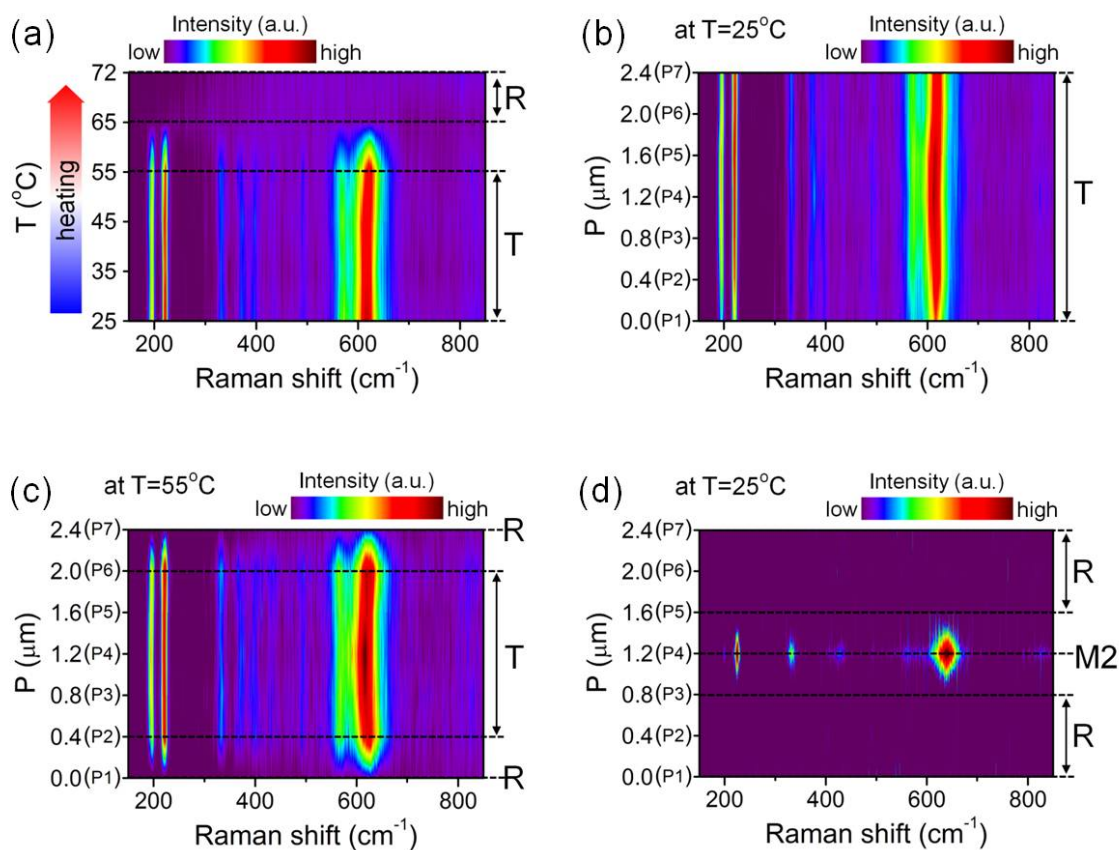 (a)
Intensity (a.u.)
low high
T (°C)
heating
72
65
55
45
35
25
R
T
200 400 600 800
Raman shift (cm-1)
(b)
at T=25°C
Intensity (a.u.)
low high
P (μm)
2.4(P7)
2.0(P6)
1.6(P5)
1.2(P4)
0.8(P3)
0.4(P2)
0.0(P1)
T
200 400 600 800
Raman shift (cm-1)
(c)
at T=55°C
Intensity (a.u.)
low high
P (μm)
2.4(P7)
2.0(P6)
1.6(P5)
1.2(P4)
0.8(P3)
0.4(P2)
0.0(P1)
R
T
R
200 400 600 800
Raman shift (cm-1)
(d)
at T=25°C
Intensity (a.u.)
low high
P (μm)
2.4(P7)
2.0(P6)
1.6(P5)
1.2(P4)
0.8(P3)
0.4(P2)
0.0(P1)
R
M2
R
200 400 600 800
Raman shift (cm-1)